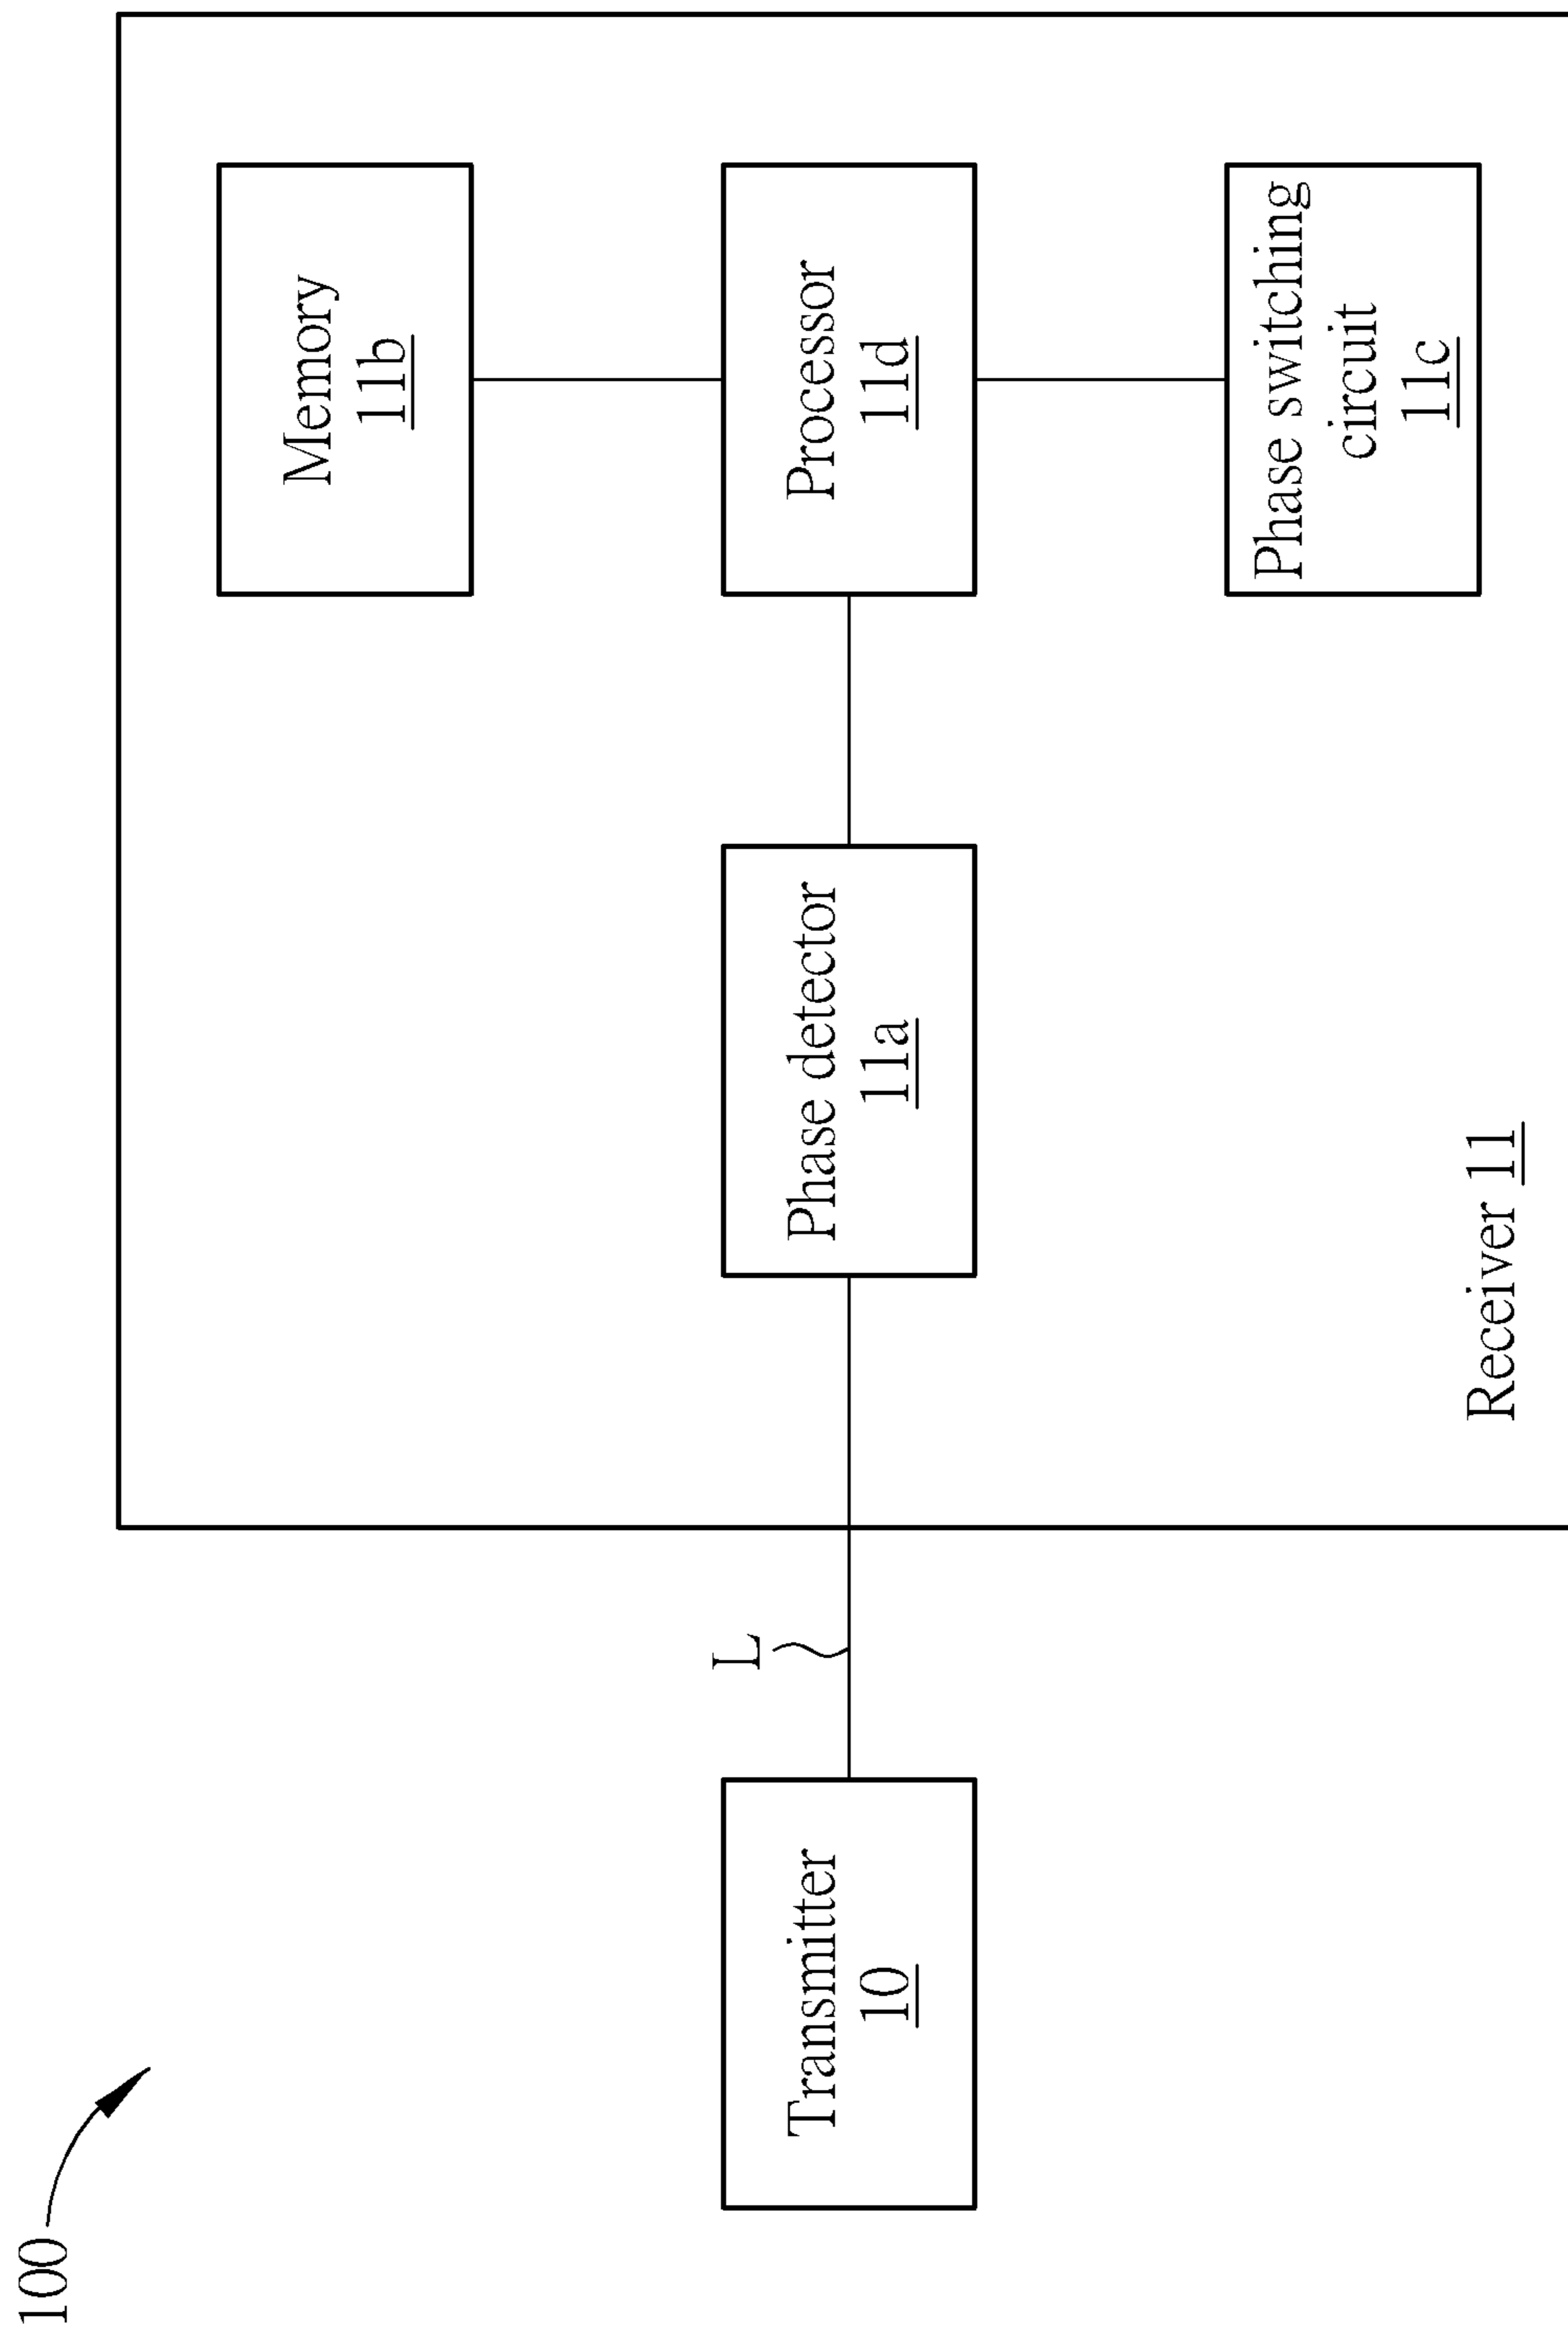 100
Transmitter
10
L
Phase detector
11a
Memory
11b
Processor
11d
Phase switching
circuit
11c
Receiver 11